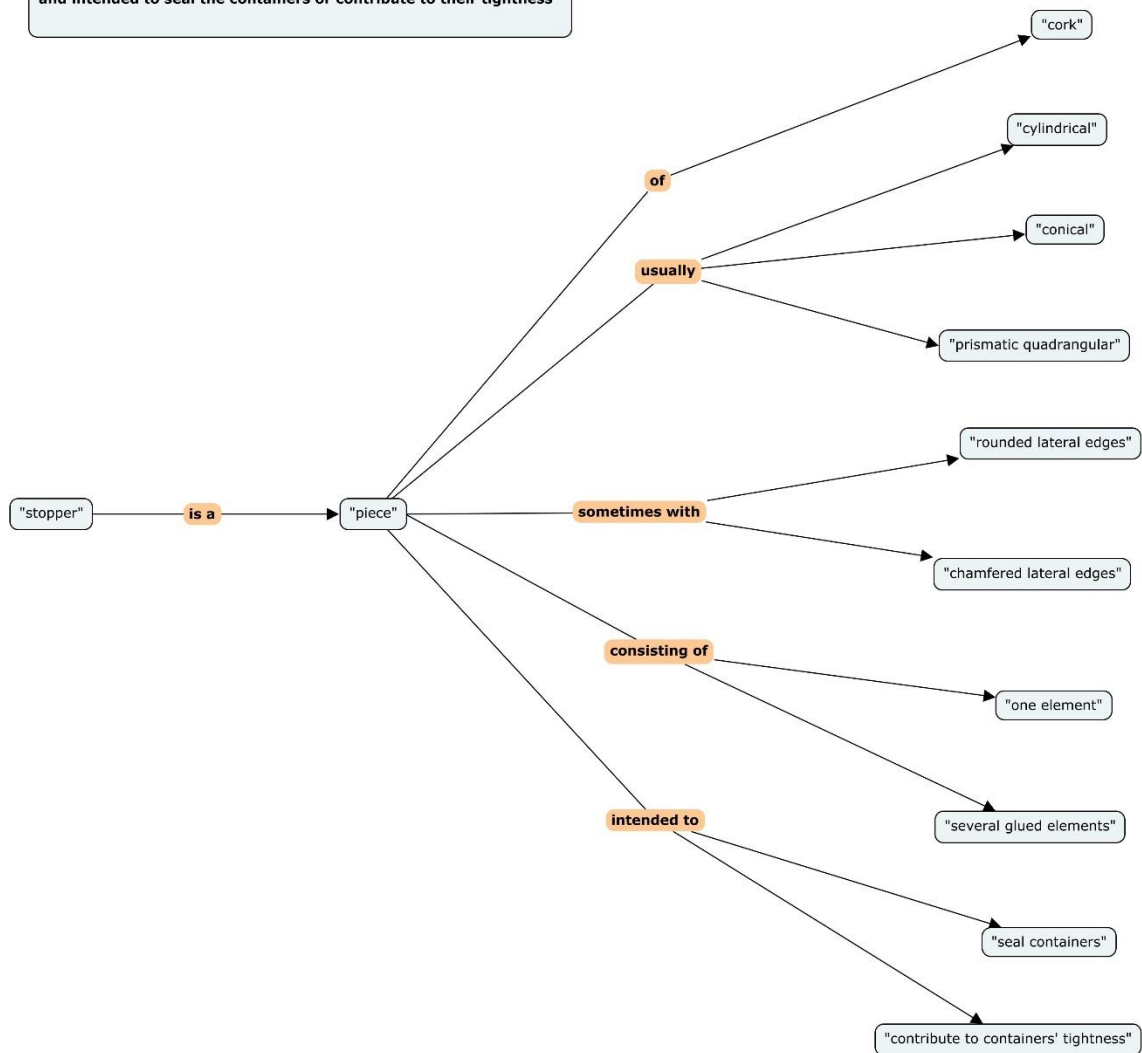 and intended to seal the containers or contribute to their tightness
"cork"
"cylindrical"
of
"conical"
usually
"prismatic quadrangular"
"rounded lateral edges"
"stopper"
is a
"piece"
sometimes with
"chamfered lateral edges"
consisting of
"one element"
intended to
"several glued elements"
"seal containers"
"contribute to containers' tightness"